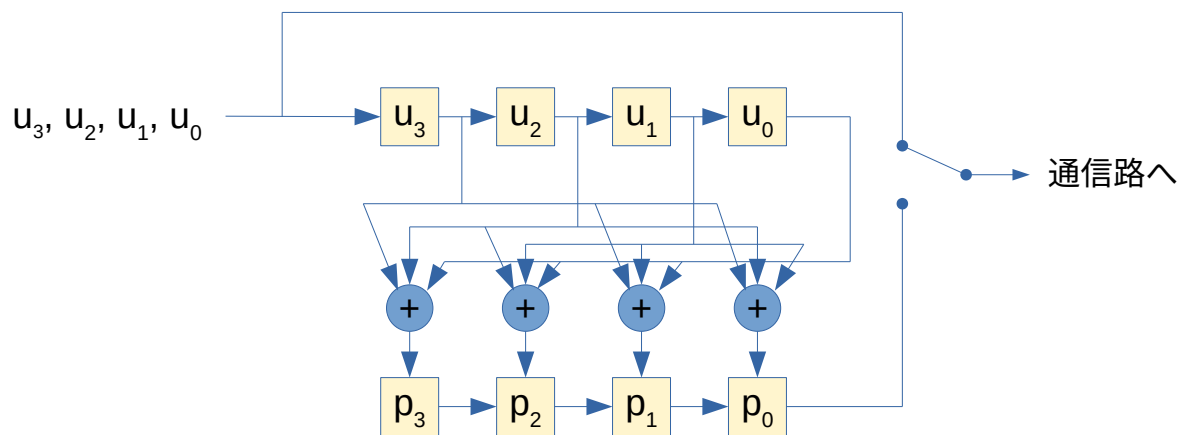 u₃, u₂, u₁, u₀
u₃ u₂ u₁ u₀
通信路へ
+ + + +
p₃ p₂ p₁ p₀